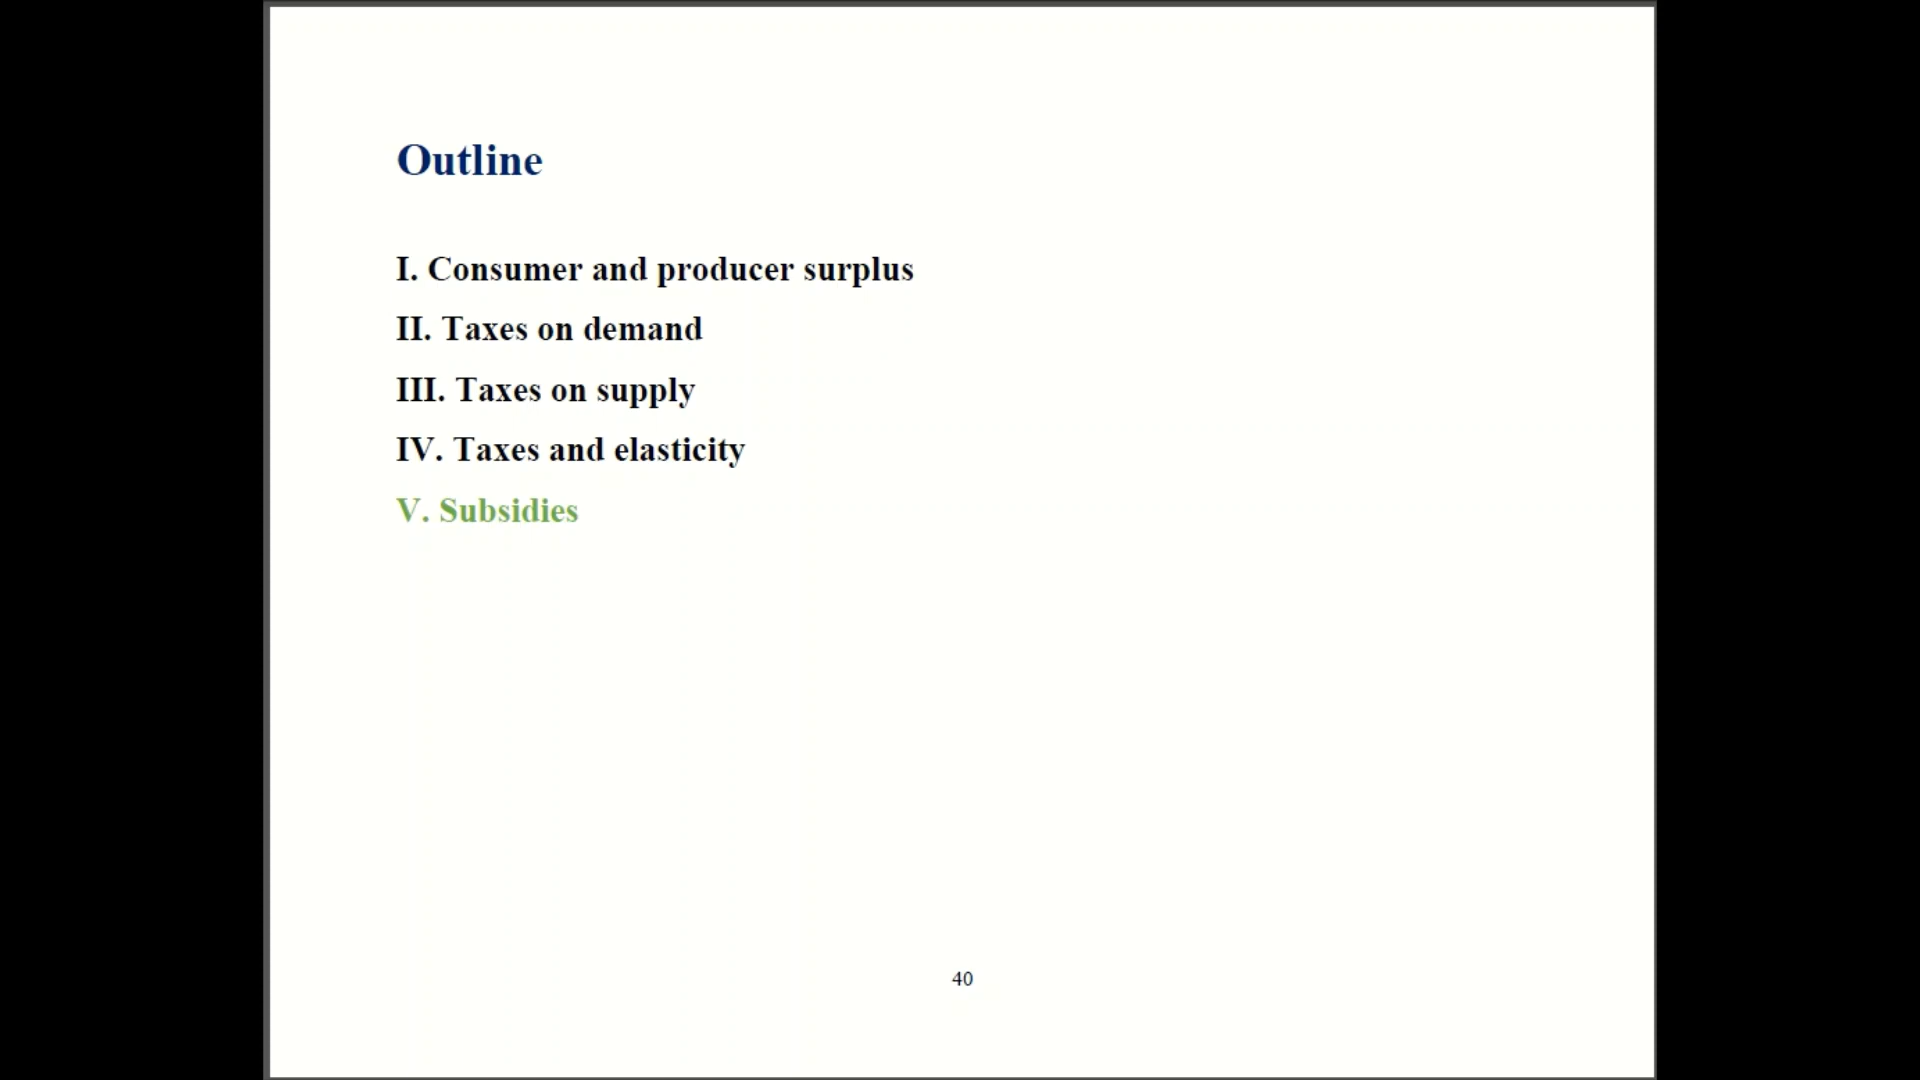 Outline
I. Consumer and producer surplus
II. Taxes on demand
III. Taxes on supply
IV. Taxes and elasticity
V. Subsidies
40